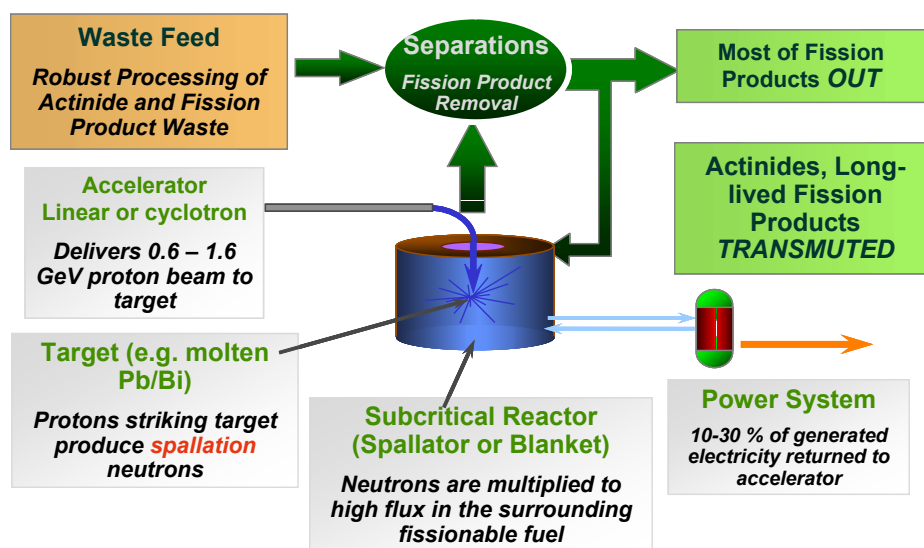 Waste Feed
Robust Processing of
Actinide and Fission
Product Waste
Separations
Fission Product
Removal
Most of Fission
Products OUT
Accelerator
Linear or cyclotron
Delivers 0.6 – 1.6
GeV proton beam to
target
Actinides, Long-
lived Fission
Products
TRANSMUTED
Target (e.g. molten
Pb/Bi)
Protons striking target
produce spallation
neutrons
Subcritical Reactor
(Spallator or Blanket)
Neutrons are multiplied to
high flux in the surrounding
fissionable fuel
Power System
10-30 % of generated
electricity returned to
accelerator